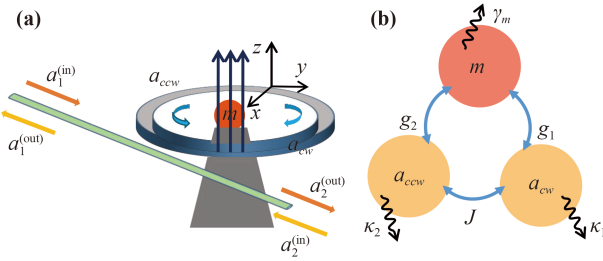 (a)
z
y
x
a_ccw
m
a_cw
a_1^(in)
a_1^(out)
a_2^(out)
a_2^(in)
(b)
γ_m
m
g_2
g_1
a_ccw
a_cw
J
κ_2
κ_1